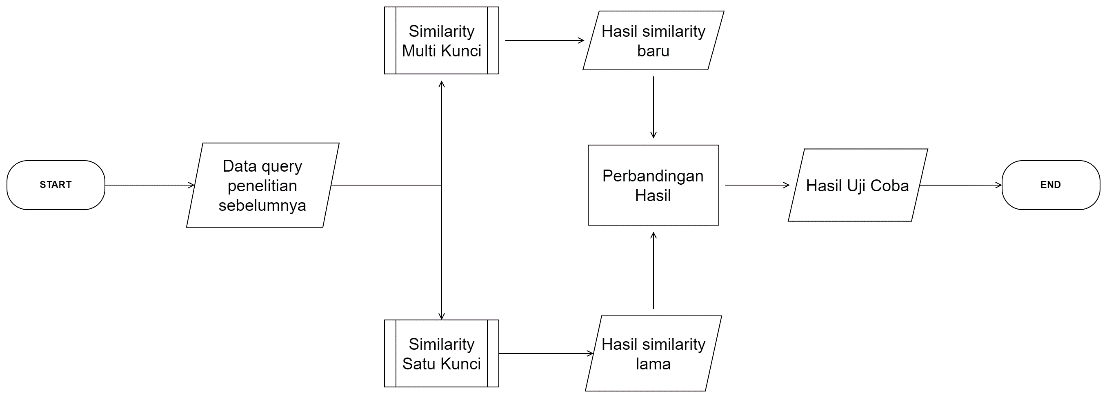 START
Data query
penelitian
sebelumnya
Similarity
Multi Kunci
Hasil similarity
baru
Similarity
Satu Kunci
Hasil similarity
lama
Perbandingan
Hasil
Hasil Uji Coba
END